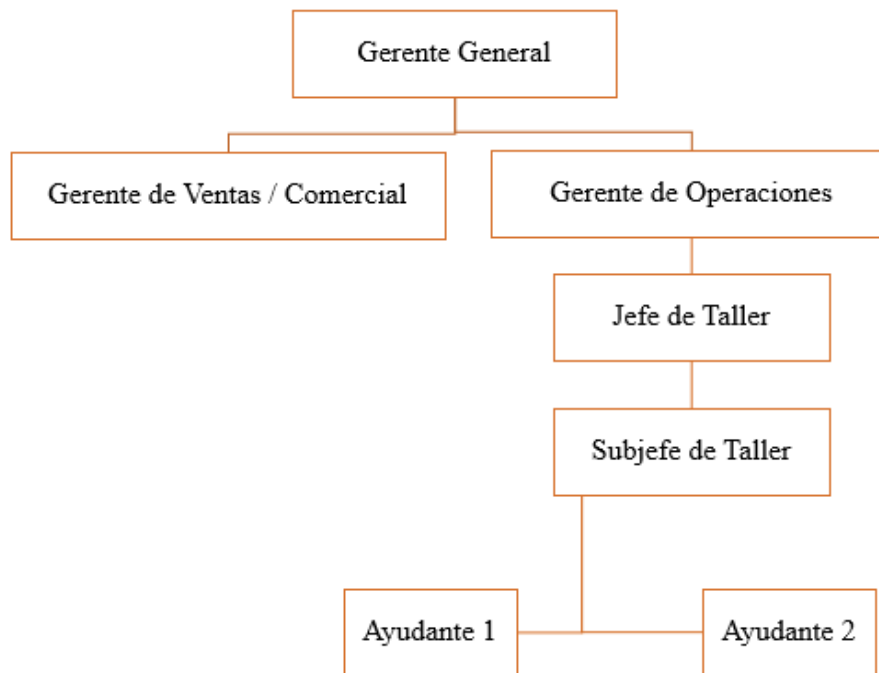 Gerente General
Gerente de Ventas / Comercial
Gerente de Operaciones
Jefe de Taller
Subjefe de Taller
Ayudante 1
Ayudante 2